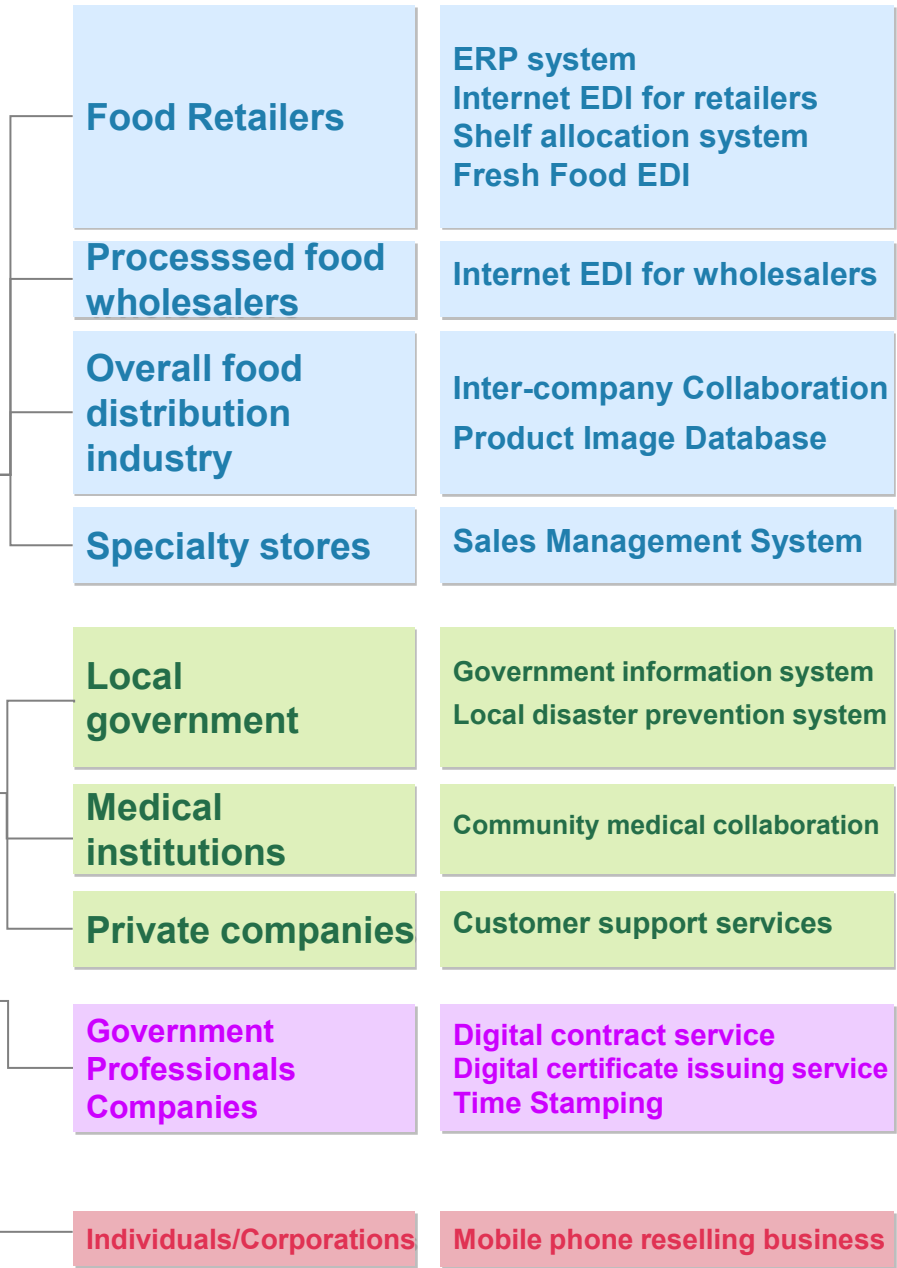 Food Retailers
ERP system
Internet EDI for retailers
Shelf allocation system
Fresh Food EDI
Processsed food
wholesalers
Internet EDI for wholesalers
Overall food
distribution
industry
Inter-company Collaboration
Product Image Database
Specialty stores
Sales Management System
Local
government
Government information system
Local disaster prevention system
Medical
institutions
Community medical collaboration
Private companies
Customer support services
Government
Professionals
Companies
Digital contract service
Digital certificate issuing service
Time Stamping
Individuals/Corporations
Mobile phone reselling business